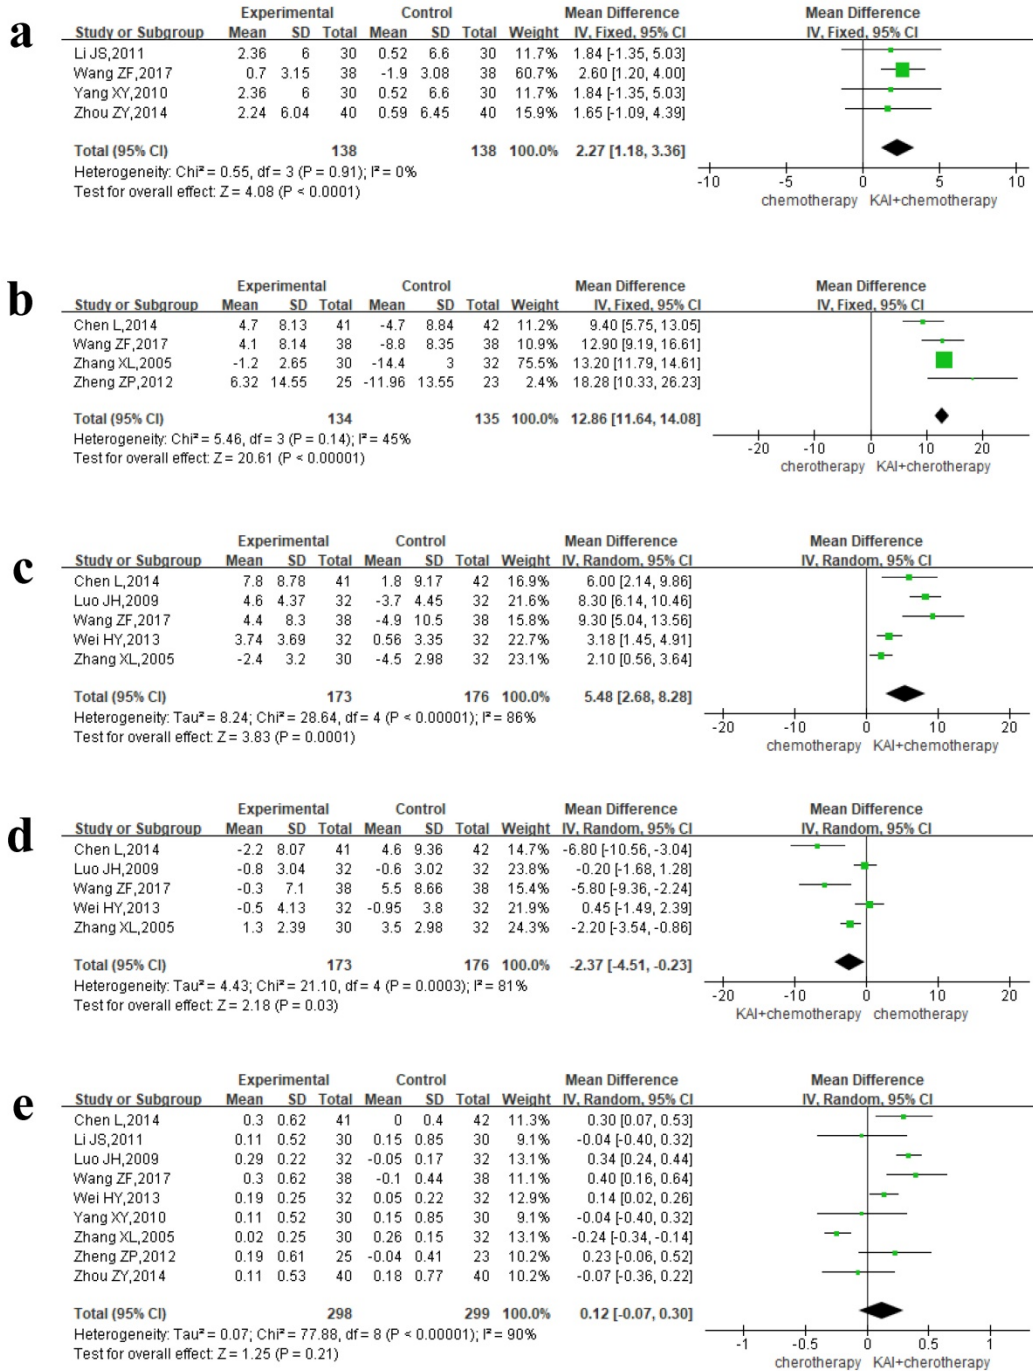 a
Experimental Control Mean Difference Mean Difference
Study or Subgroup Mean SD Total Mean SD Total Weight IV, Fixed, 95% CI IV, Fixed, 95% CI
Li JS,2011 2.36 6 30 0.52 6.6 30 11.7% 1.84 [-1.35, 5.03]
Wang ZF,2017 0.7 3.15 38 -1.9 3.08 38 60.7% 2.60 [1.20, 4.00]
Yang XY,2010 2.36 6 30 0.52 6.6 30 11.7% 1.84 [-1.35, 5.03]
Zhou ZY,2014 2.24 6.04 40 0.59 6.45 40 15.9% 1.65 [-1.09, 4.39]
Total (95% CI) 138 138 100.0% 2.27 [1.18, 3.36]
Heterogeneity: Chi² = 0.55, df = 3 (P = 0.91); I² = 0%
Test for overall effect: Z = 4.08 (P < 0.0001)
-10 -5 0 5 10
chemotherapy KAI+chemotherapy
b
Experimental Control Mean Difference Mean Difference
Study or Subgroup Mean SD Total Mean SD Total Weight IV, Fixed, 95% CI IV, Fixed, 95% CI
Chen L,2014 4.7 8.13 41 -4.7 8.84 42 11.2% 9.40 [5.75, 13.05]
Wang ZF,2017 4.1 8.14 38 -8.8 8.35 38 10.9% 12.90 [9.19, 16.61]
Zhang XL,2005 -1.2 2.65 30 -14.4 3 32 75.5% 13.20 [11.79, 14.61]
Zheng ZP,2012 6.32 14.55 25 -11.96 13.55 23 2.4% 18.28 [10.33, 26.23]
Total (95% CI) 134 135 100.0% 12.86 [11.64, 14.08]
Heterogeneity: Chi² = 5.46, df = 3 (P = 0.14); I² = 45%
Test for overall effect: Z = 20.61 (P < 0.00001)
-20 -10 0 10 20
cherotherapy KAI+cherotherapy
c
Experimental Control Mean Difference Mean Difference
Study or Subgroup Mean SD Total Mean SD Total Weight IV, Random, 95% CI IV, Random, 95% CI
Chen L,2014 7.8 8.78 41 1.8 9.17 42 16.9% 6.00 [2.14, 9.86]
Luo JH,2009 4.6 4.37 32 -3.7 4.45 32 21.6% 8.30 [6.14, 10.46]
Wang ZF,2017 4.4 8.3 38 -4.9 10.5 38 15.8% 9.30 [5.04, 13.56]
Wei HY,2013 3.74 3.69 32 0.56 3.35 32 22.7% 3.18 [1.45, 4.91]
Zhang XL,2005 -2.4 3.2 30 -4.5 2.98 32 23.1% 2.10 [0.56, 3.64]
Total (95% CI) 173 176 100.0% 5.48 [2.68, 8.28]
Heterogeneity: Tau² = 8.24; Chi² = 28.64, df = 4 (P < 0.00001); I² = 86%
Test for overall effect: Z = 3.83 (P = 0.0001)
-20 -10 0 10 20
chemotherapy KAI+chemotherapy
d
Experimental Control Mean Difference Mean Difference
Study or Subgroup Mean SD Total Mean SD Total Weight IV, Random, 95% CI IV, Random, 95% CI
Chen L,2014 -2.2 8.07 41 4.6 9.36 42 14.7% -6.80 [-10.56, -3.04]
Luo JH,2009 -0.8 3.04 32 -0.6 3.02 32 23.8% -0.20 [-1.68, 1.28]
Wang ZF,2017 -0.3 7.1 38 5.5 8.66 38 15.4% -5.80 [-9.36, -2.24]
Wei HY,2013 -0.5 4.13 32 -0.95 3.8 32 21.9% 0.45 [-1.49, 2.39]
Zhang XL,2005 1.3 2.39 30 3.5 2.98 32 24.3% -2.20 [-3.54, -0.86]
Total (95% CI) 173 176 100.0% -2.37 [-4.51, -0.23]
Heterogeneity: Tau² = 4.43; Chi² = 21.10, df = 4 (P = 0.0003); I² = 81%
Test for overall effect: Z = 2.18 (P = 0.03)
-20 -10 0 10 20
KAI+chemotherapy chemotherapy
e
Experimental Control Mean Difference Mean Difference
Study or Subgroup Mean SD Total Mean SD Total Weight IV, Random, 95% CI IV, Random, 95% CI
Chen L,2014 0.3 0.62 41 0 0.4 42 11.3% 0.30 [0.07, 0.53]
Li JS,2011 0.11 0.52 30 0.15 0.85 30 9.1% -0.04 [-0.40, 0.32]
Luo JH,2009 0.29 0.22 32 -0.05 0.17 32 13.1% 0.34 [0.24, 0.44]
Wang ZF,2017 0.3 0.62 38 -0.1 0.44 38 11.2% 0.40 [0.16, 0.64]
Wei HY,2013 0.19 0.25 32 0.05 0.22 32 12.9% 0.14 [0.02, 0.26]
Yang XY,2010 0.11 0.52 30 0.15 0.85 30 9.1% -0.04 [-0.40, 0.32]
Zhang XL,2005 0.02 0.25 30 0.26 0.15 32 13.1% -0.24 [-0.34, -0.14]
Zheng ZP,2012 0.19 0.61 25 -0.04 0.41 23 10.2% 0.23 [-0.06, 0.52]
Zhou ZY,2014 0.11 0.53 40 0.18 0.77 40 10.2% -0.07 [-0.36, 0.22]
Total (95% CI) 298 299 100.0% 0.12 [-0.07, 0.30]
Heterogeneity: Tau² = 0.07; Chi² = 77.88, df = 8 (P < 0.00001); I² = 90%
Test for overall effect: Z = 1.25 (P = 0.21)
-1 -0.5 0 0.5 1
cherotherapy KAI+chemotherapy